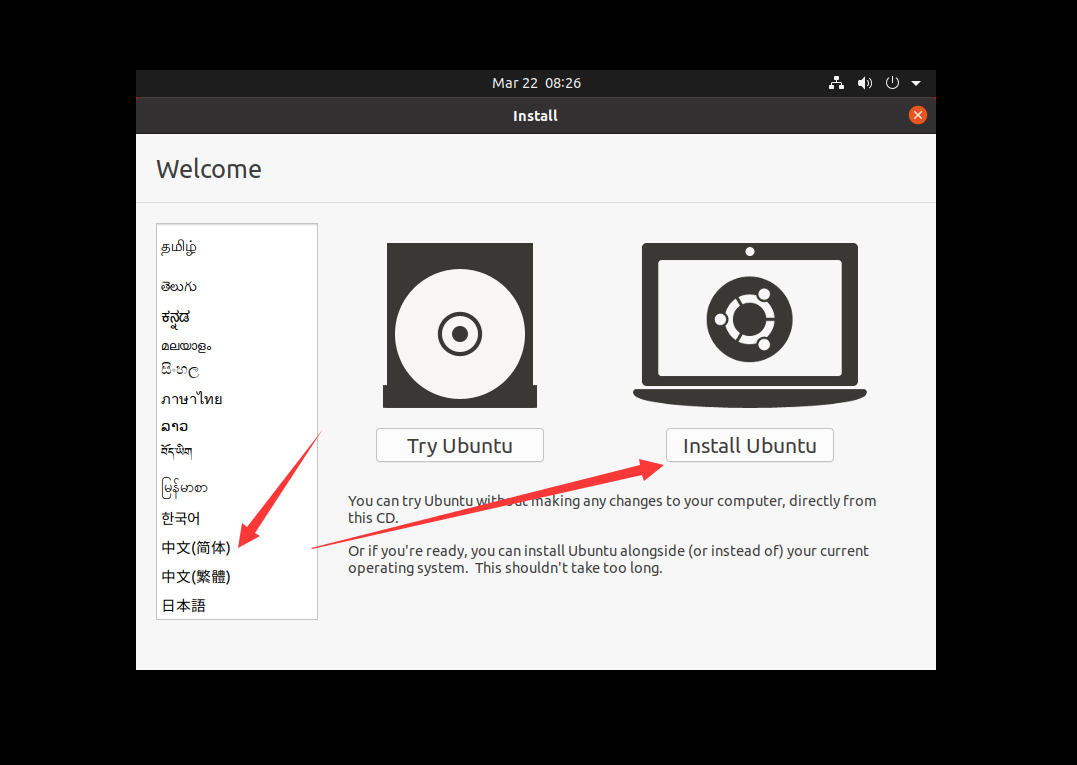 Mar 22 08:26
Install
Welcome
தமிழ்
తెలుగు
ಕನ್ನಡ
മലയാളം
සිංහල
ภาษาไทย
ລາວ
བོད་ཡིག
မြန်မာစာ
한국어
中文(简体)
中文(繁體)
日本語
Try Ubuntu
Install Ubuntu
You can try Ubuntu without making any changes to your computer, directly from
this CD.
Or if you're ready, you can install Ubuntu alongside (or instead of) your current
operating system. This shouldn't take too long.